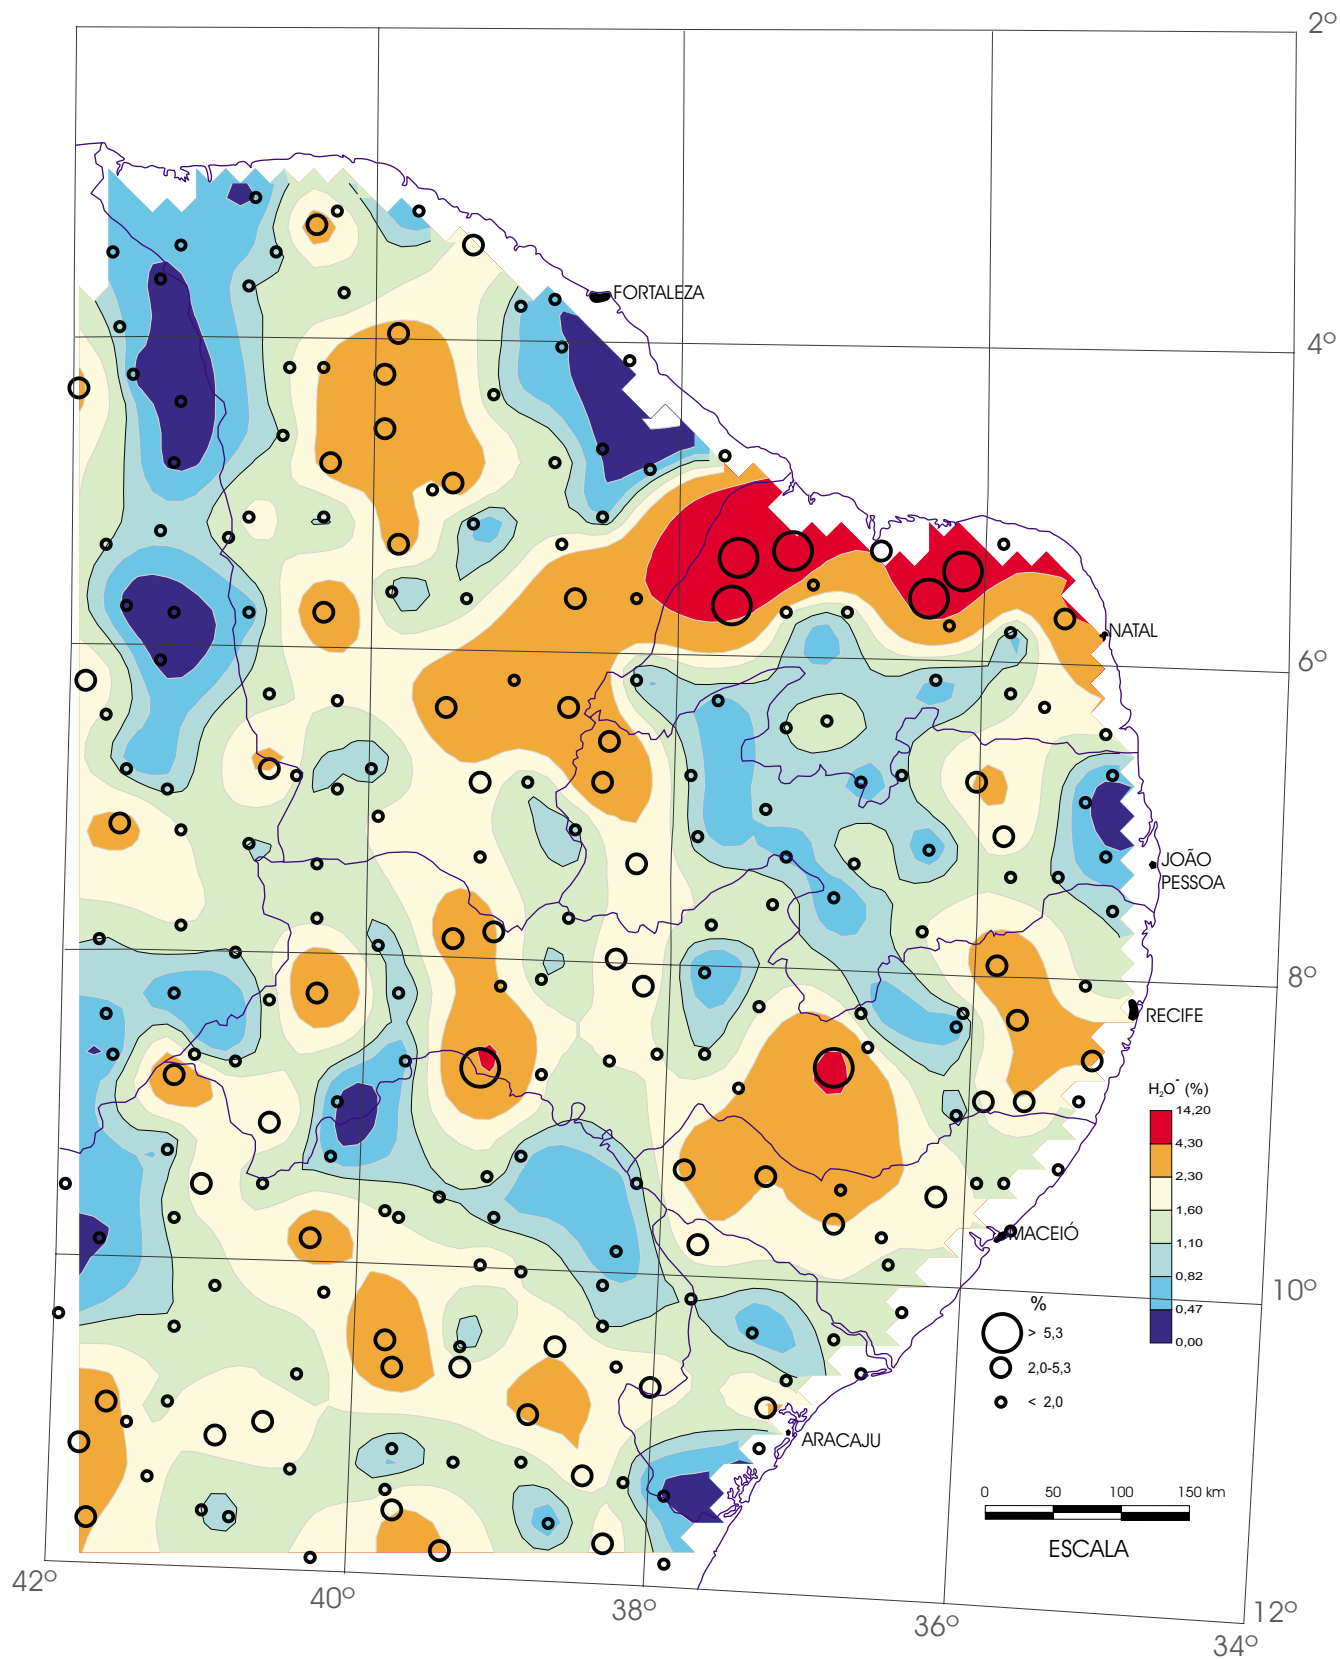 2º
FORTALEZA
4º
NATAL
6º
JOÃO
PESSOA
8º
RECIFE
H₂O⁻ (%)
14,20
4,30
2,30
1,60
1,10
0,82
0,47
0,00
MACEIÓ
10º
%
> 5,3
2,0-5,3
< 2,0
ARACAJU
0 50 100 150 km
ESCALA
42º
40º
38º
36º
12º
34º